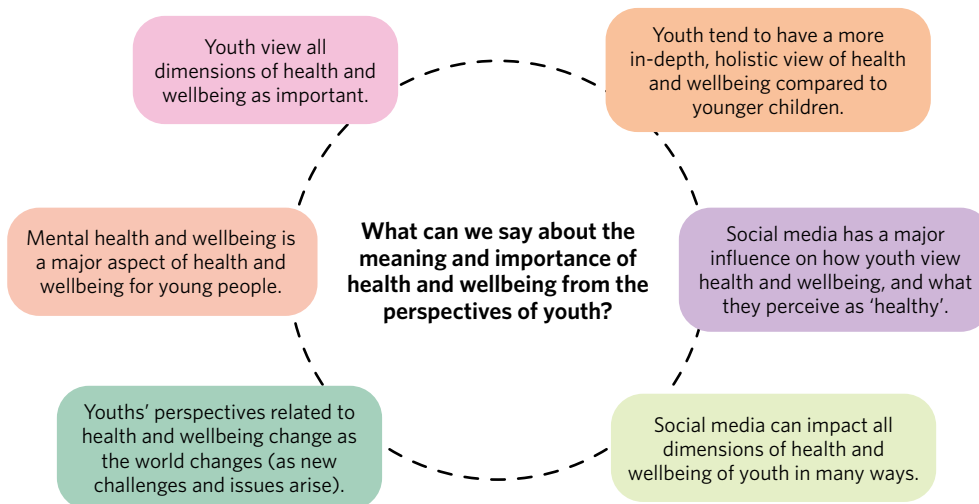 Youth view all
dimensions of health and
wellbeing as important.
Youth tend to have a more
in-depth, holistic view of health
and wellbeing compared to
younger children.
Mental health and wellbeing is
a major aspect of health and
wellbeing for young people.
What can we say about the
meaning and importance of
health and wellbeing from the
perspectives of youth?
Social media has a major
influence on how youth view
health and wellbeing, and what
they perceive as ‘healthy’.
Youths’ perspectives related to
health and wellbeing change as
the world changes (as new
challenges and issues arise).
Social media can impact all
dimensions of health and
wellbeing of youth in many ways.